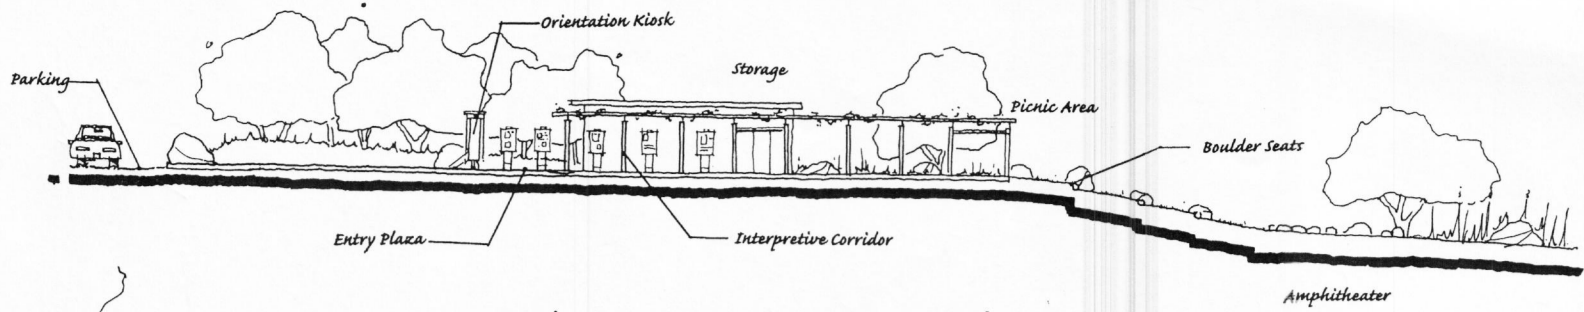 Orientation Kiosk
Parking
Storage
Picnic Area
Boulder Seats
Entry Plaza
Interpretive Corridor
Amphitheater